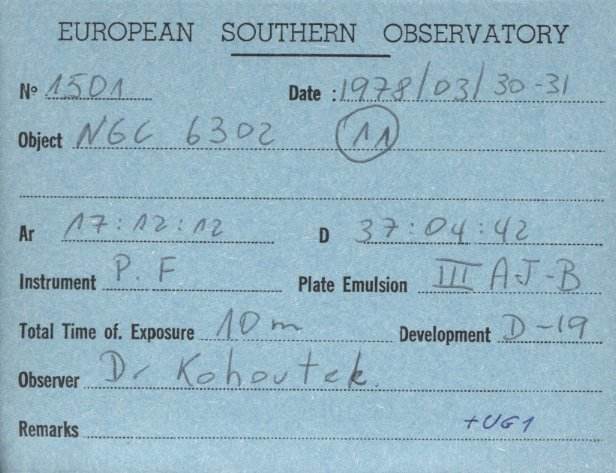 EUROPEAN SOUTHERN OBSERVATORY
Nº 1501 Date : 1978/03/30-31
Object NGC 6302 11
Ar 17:12:12 D 37:04:42
Instrument P.F Plate Emulsion III AJ-B
Total Time of. Exposure 10m Development D-19
Observer Dr Kohoutek.
Remarks +UG1